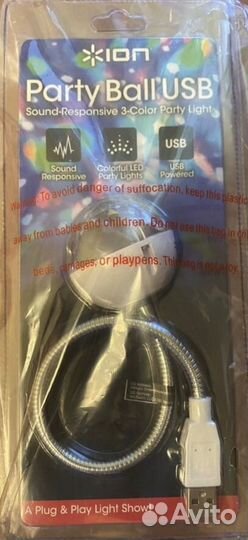 ION
Party Ball USB
Sound-Responsive 3-Color Party Light
USB
Sound Responsive
Colorful LED Party Lights
USB Powered
Warning: To avoid danger of suffocation, keep this plastic
away from babies and children. Do not use this bag in crib
beds, carriages, or playpens. This bag is not a toy.
A Plug & Play Light Show!
Avito